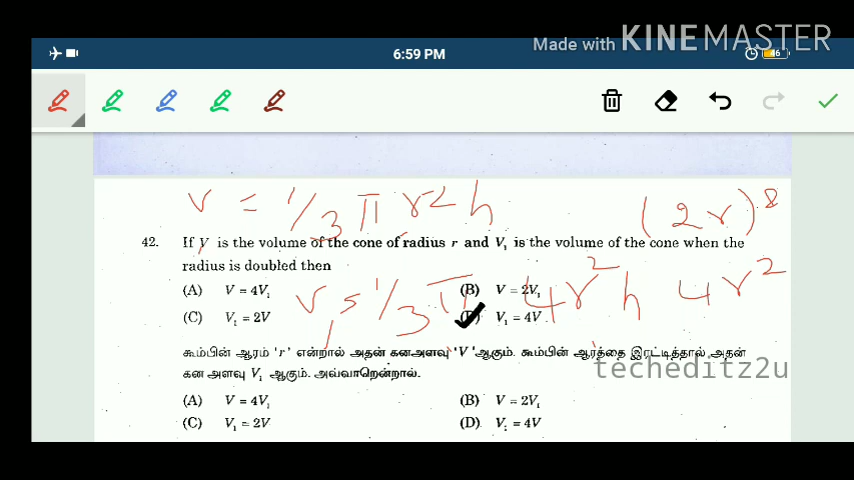 Made with KINEMASTER
6:59 PM
46
V = 1/3 π r2 h
(2r)8
42. If V is the volume of the cone of radius r and V1 is the volume of the cone when the
radius is doubled then
(A) V = 4V1 (B) V = 2V1
V1 = 1/3 π 4r2 h 4r2
(C) V1 = 2V (D) V1 = 4V
கூம்பின் ஆரம் 'r' என்றால் அதன் கனஅளவு 'V' ஆகும். கூம்பின் ஆரத்தை இரட்டித்தால் அதன்
கன அளவு V1 ஆகும். அவ்வாறென்றால்.
techeditz2u
(A) V = 4V1 (B) V = 2V1
(C) V1 = 2V (D) V1 = 4V